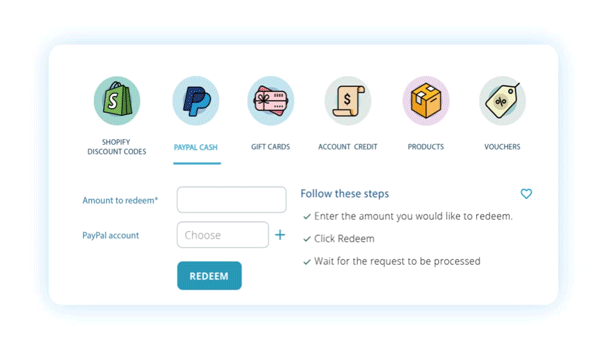 SHOPIFY
DISCOUNT CODES
PAYPAL CASH
GIFT CARDS
ACCOUNT CREDIT
PRODUCTS
VOUCHERS
Amount to redeem*
PayPal account
Choose
REDEEM
Follow these steps
Enter the amount you would like to redeem.
Click Redeem
Wait for the request to be processed